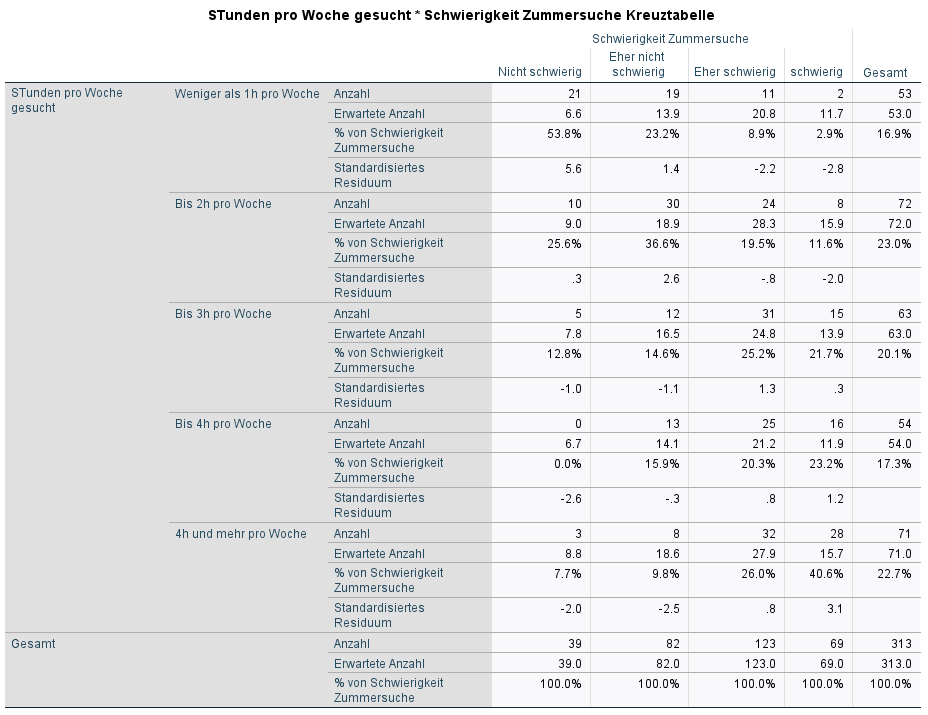 STunden pro Woche gesucht * Schwierigkeit Zummersuche Kreuztabelle
Schwierigkeit Zummersuche
Nicht schwierig Eher nicht schwierig Eher schwierig schwierig Gesamt
STunden pro Woche gesucht Weniger als 1h pro Woche Anzahl 21 19 11 2 53
Erwartete Anzahl 6.6 13.9 20.8 11.7 53.0
% von Schwierigkeit Zummersuche 53.8% 23.2% 8.9% 2.9% 16.9%
Standardisiertes Residuum 5.6 1.4 -2.2 -2.8
Bis 2h pro Woche Anzahl 10 30 24 8 72
Erwartete Anzahl 9.0 18.9 28.3 15.9 72.0
% von Schwierigkeit Zummersuche 25.6% 36.6% 19.5% 11.6% 23.0%
Standardisiertes Residuum .3 2.6 -.8 -2.0
Bis 3h pro Woche Anzahl 5 12 31 15 63
Erwartete Anzahl 7.8 16.5 24.8 13.9 63.0
% von Schwierigkeit Zummersuche 12.8% 14.6% 25.2% 21.7% 20.1%
Standardisiertes Residuum -1.0 -1.1 1.3 .3
Bis 4h pro Woche Anzahl 0 13 25 16 54
Erwartete Anzahl 6.7 14.1 21.2 11.9 54.0
% von Schwierigkeit Zummersuche 0.0% 15.9% 20.3% 23.2% 17.3%
Standardisiertes Residuum -2.6 -.3 .8 1.2
4h und mehr pro Woche Anzahl 3 8 32 28 71
Erwartete Anzahl 8.8 18.6 27.9 15.7 71.0
% von Schwierigkeit Zummersuche 7.7% 9.8% 26.0% 40.6% 22.7%
Standardisiertes Residuum -2.0 -2.5 .8 3.1
Gesamt Anzahl 39 82 123 69 313
Erwartete Anzahl 39.0 82.0 123.0 69.0 313.0
% von Schwierigkeit Zummersuche 100.0% 100.0% 100.0% 100.0% 100.0%